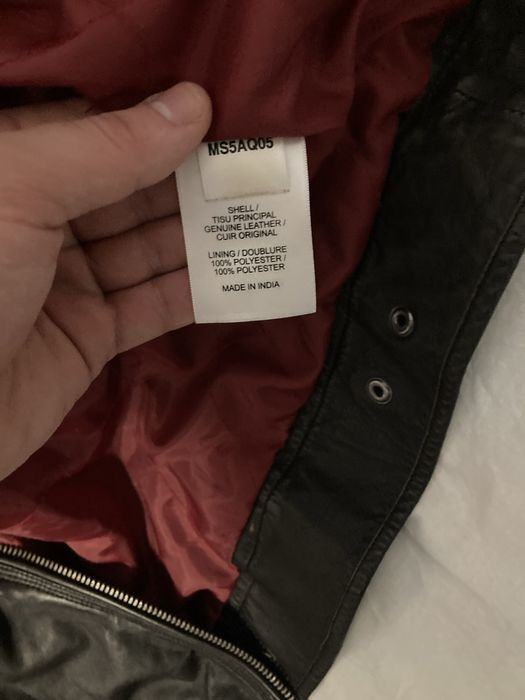 MS5AQ05
SHELL /
TISU PRINCIPAL
GENUINE LEATHER /
CUIR ORIGINAL
LINING / DOUBLURE
100% POLYESTER /
100% POLYESTER
MADE IN INDIA